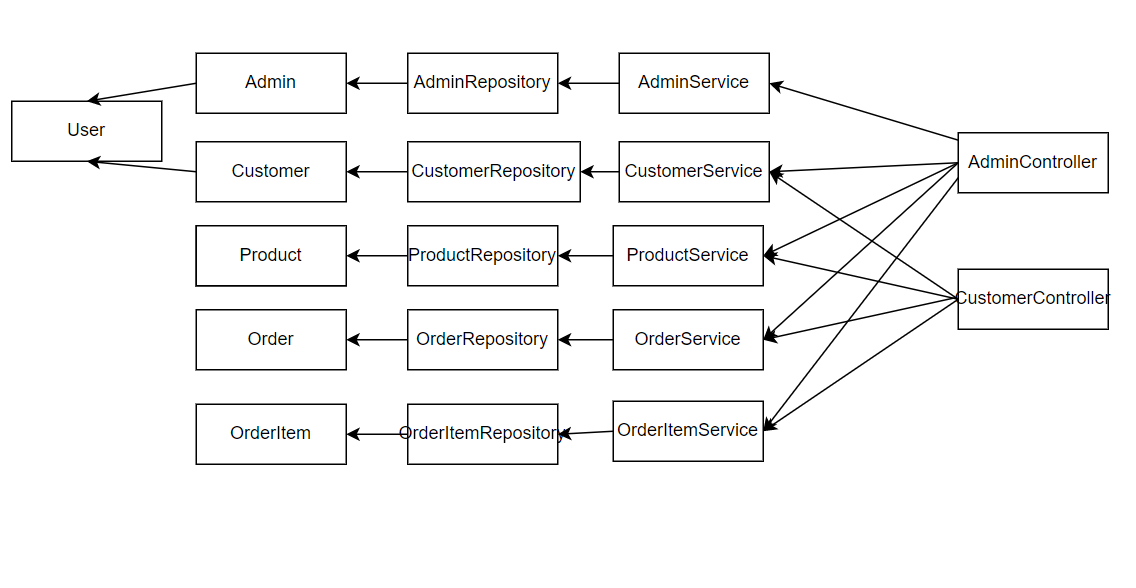 Admin
AdminRepository
AdminService
User
AdminController
Customer
CustomerRepository
CustomerService
Product
ProductRepository
ProductService
CustomerController
Order
OrderRepository
OrderService
OrderItem
OrderItemRepository
OrderItemService